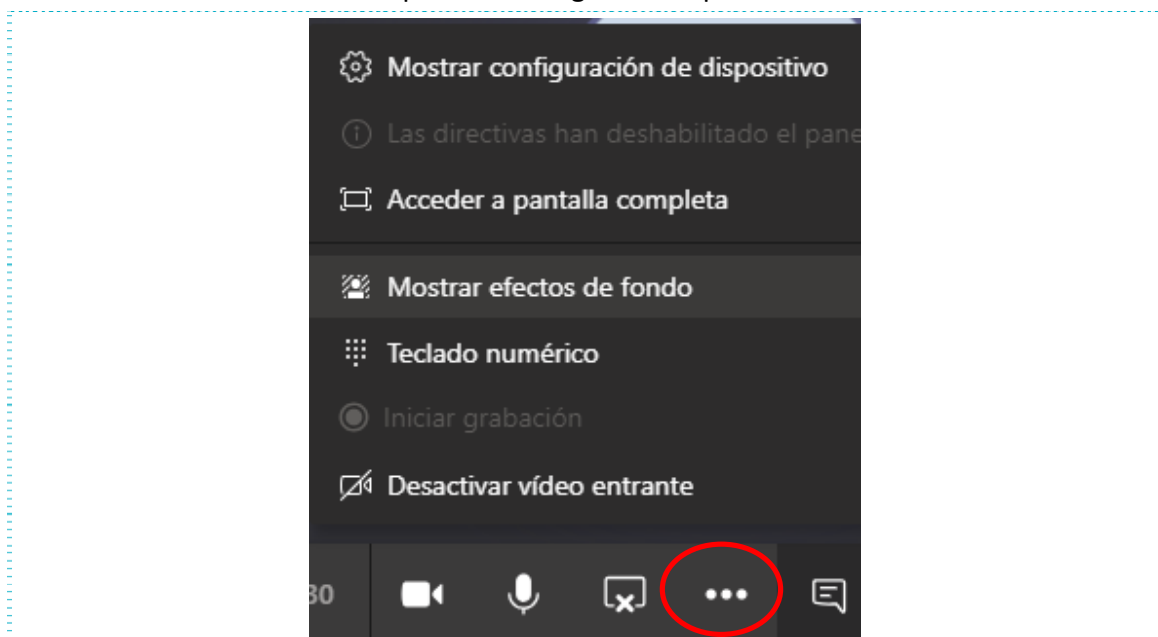 Mostrar configuración de dispositivo
Las directivas han deshabilitado el pane
Acceder a pantalla completa
Mostrar efectos de fondo
Teclado numérico
Iniciar grabación
Desactivar vídeo entrante
30